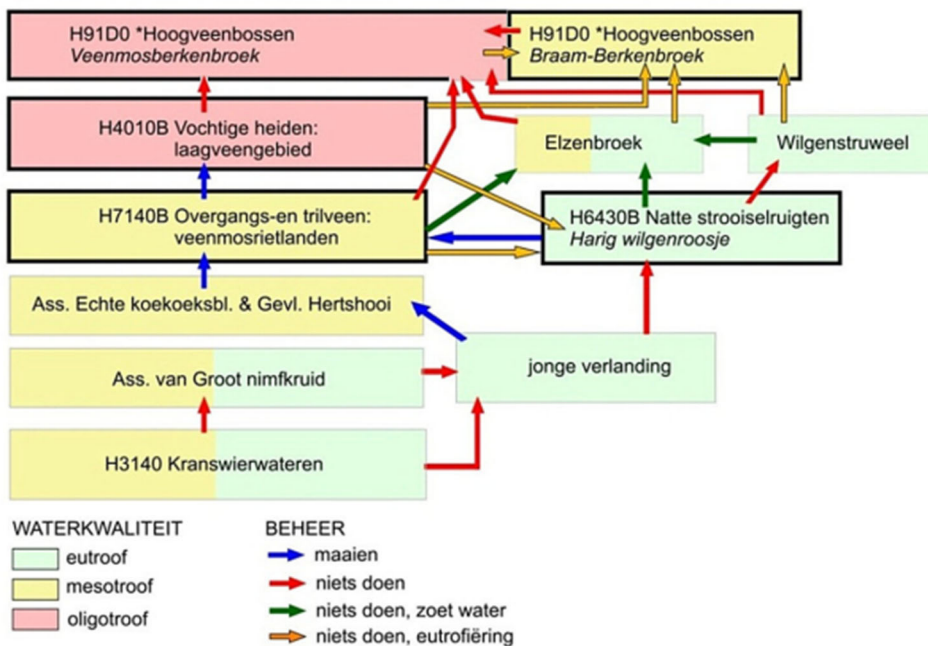 H91D0 *Hoogveenbossen
Veenmosberkenbroek
H91D0 *Hoogveenbossen
Braam-Berkenbroek
H4010B Vochtige heiden:
laagveengebied
Elzenbroek
Wilgenstruweel
H7140B Overgangs-en trilveen:
veenmosrietlanden
H6430B Natte strooiselruigten
Harig wilgenroosje
Ass. Echte koekoeksbl. & Gevl. Hertshooi
jonge verlanding
Ass. van Groot nimfkruid
H3140 Kranswierwateren
WATERKWALITEIT
eutroof
mesotroof
oligotroof
BEHEER
maaien
niets doen
niets doen, zoet water
niets doen, eutrofiëring